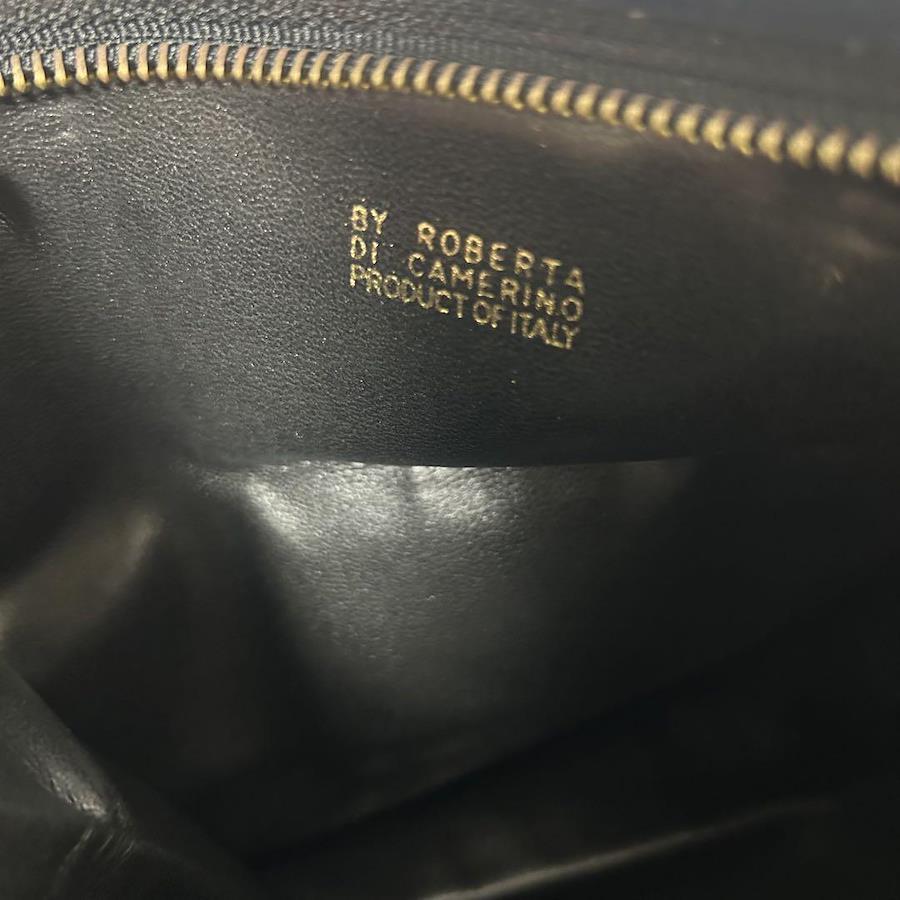 BY ROBERTA
DI CAMERINO
PRODUCT OF ITALY